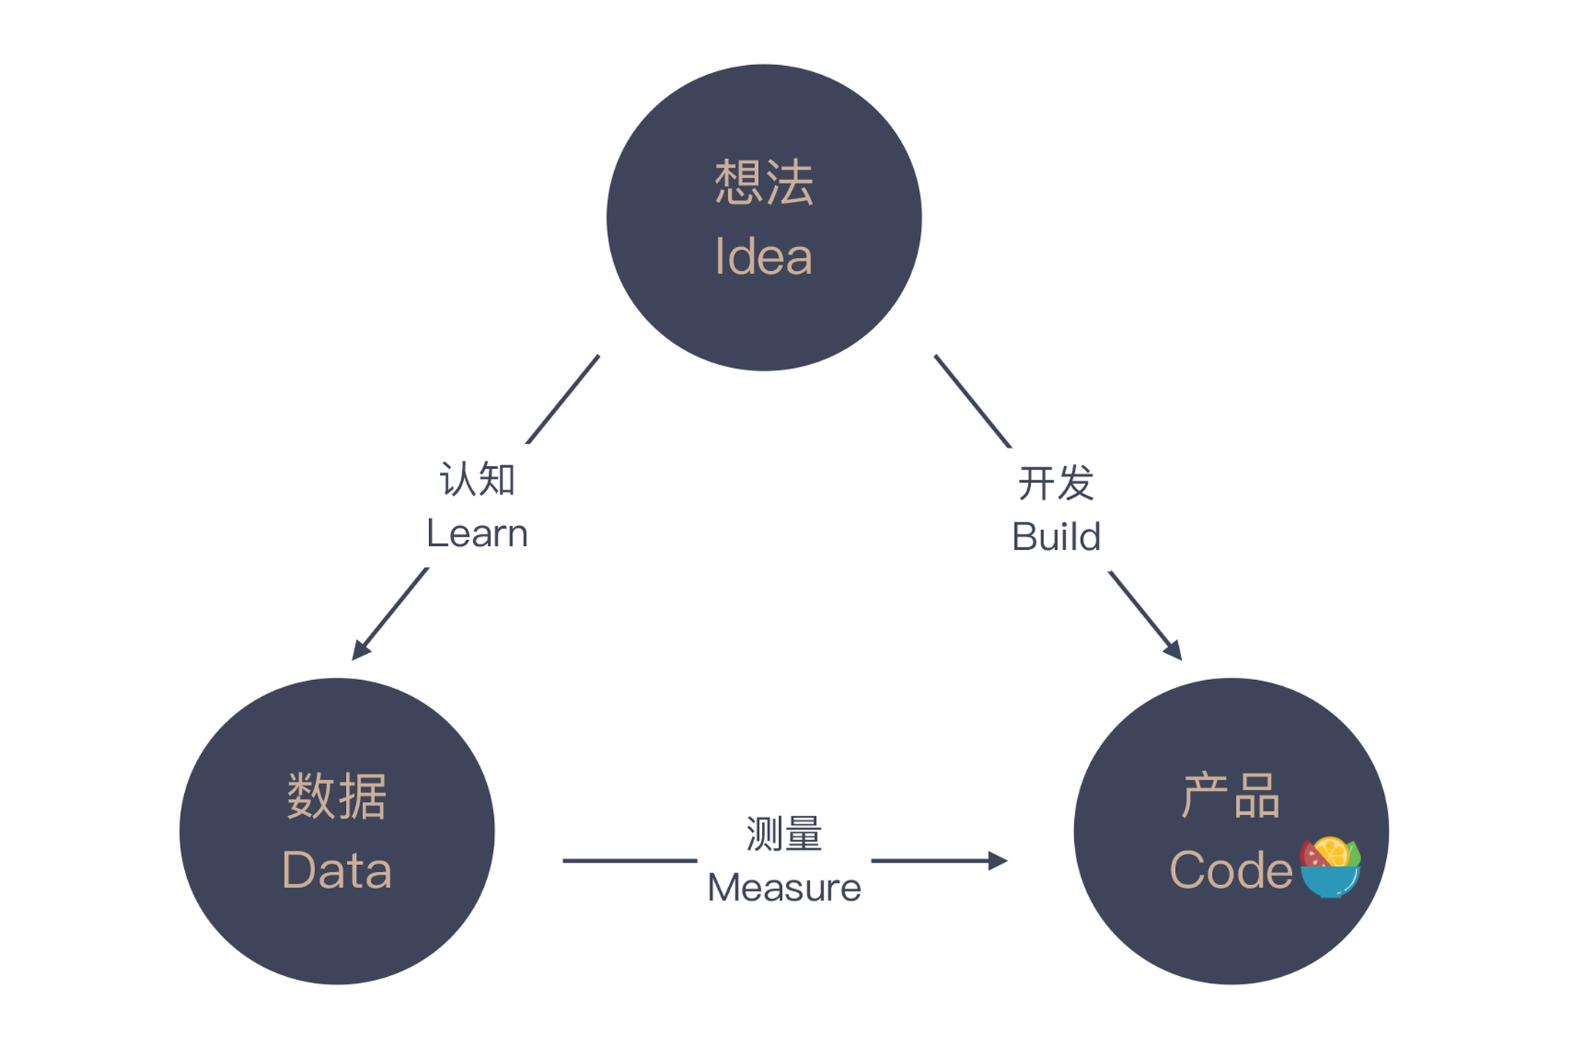 想法
Idea
认知
Learn
开发
Build
数据
Data
测量
Measure
产品
Code